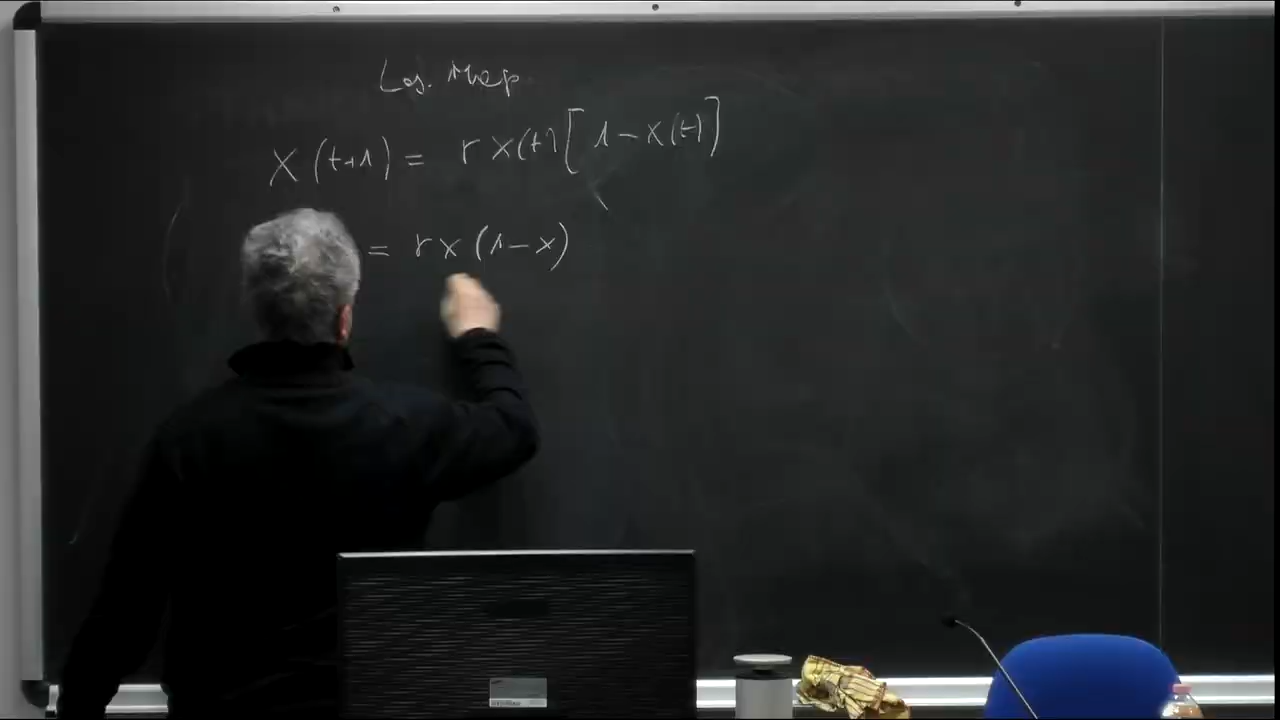 Log. Map
X(t+1) = r x(t) [1 - x(t)]
= r x (1 - x)